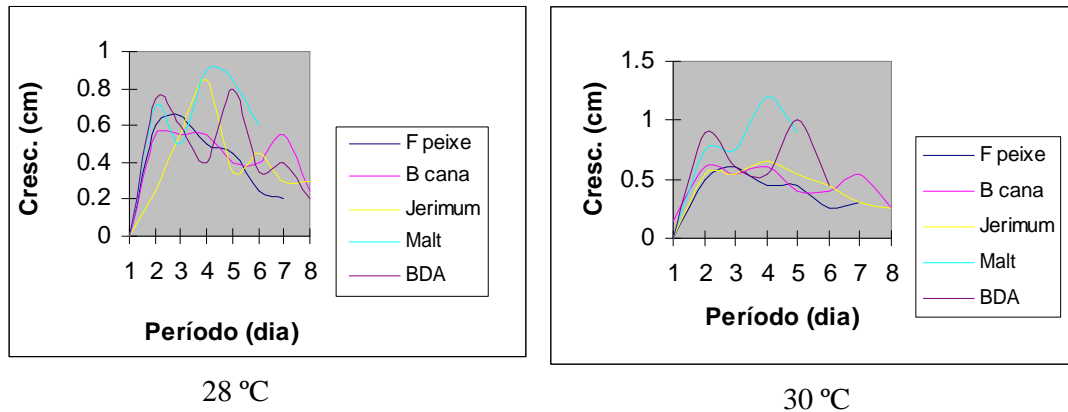 Cresc. (cm)
1
0.8
0.6
0.4
0.2
0
1 2 3 4 5 6 7 8
Período (dia)
F peixe
B cana
Jerimum
Malt
BDA
28 ºC
Cresc. (cm)
1.5
1
0.5
0
1 2 3 4 5 6 7 8
Período (dia)
F peixe
B cana
Jerimum
Malt
BDA
30 ºC